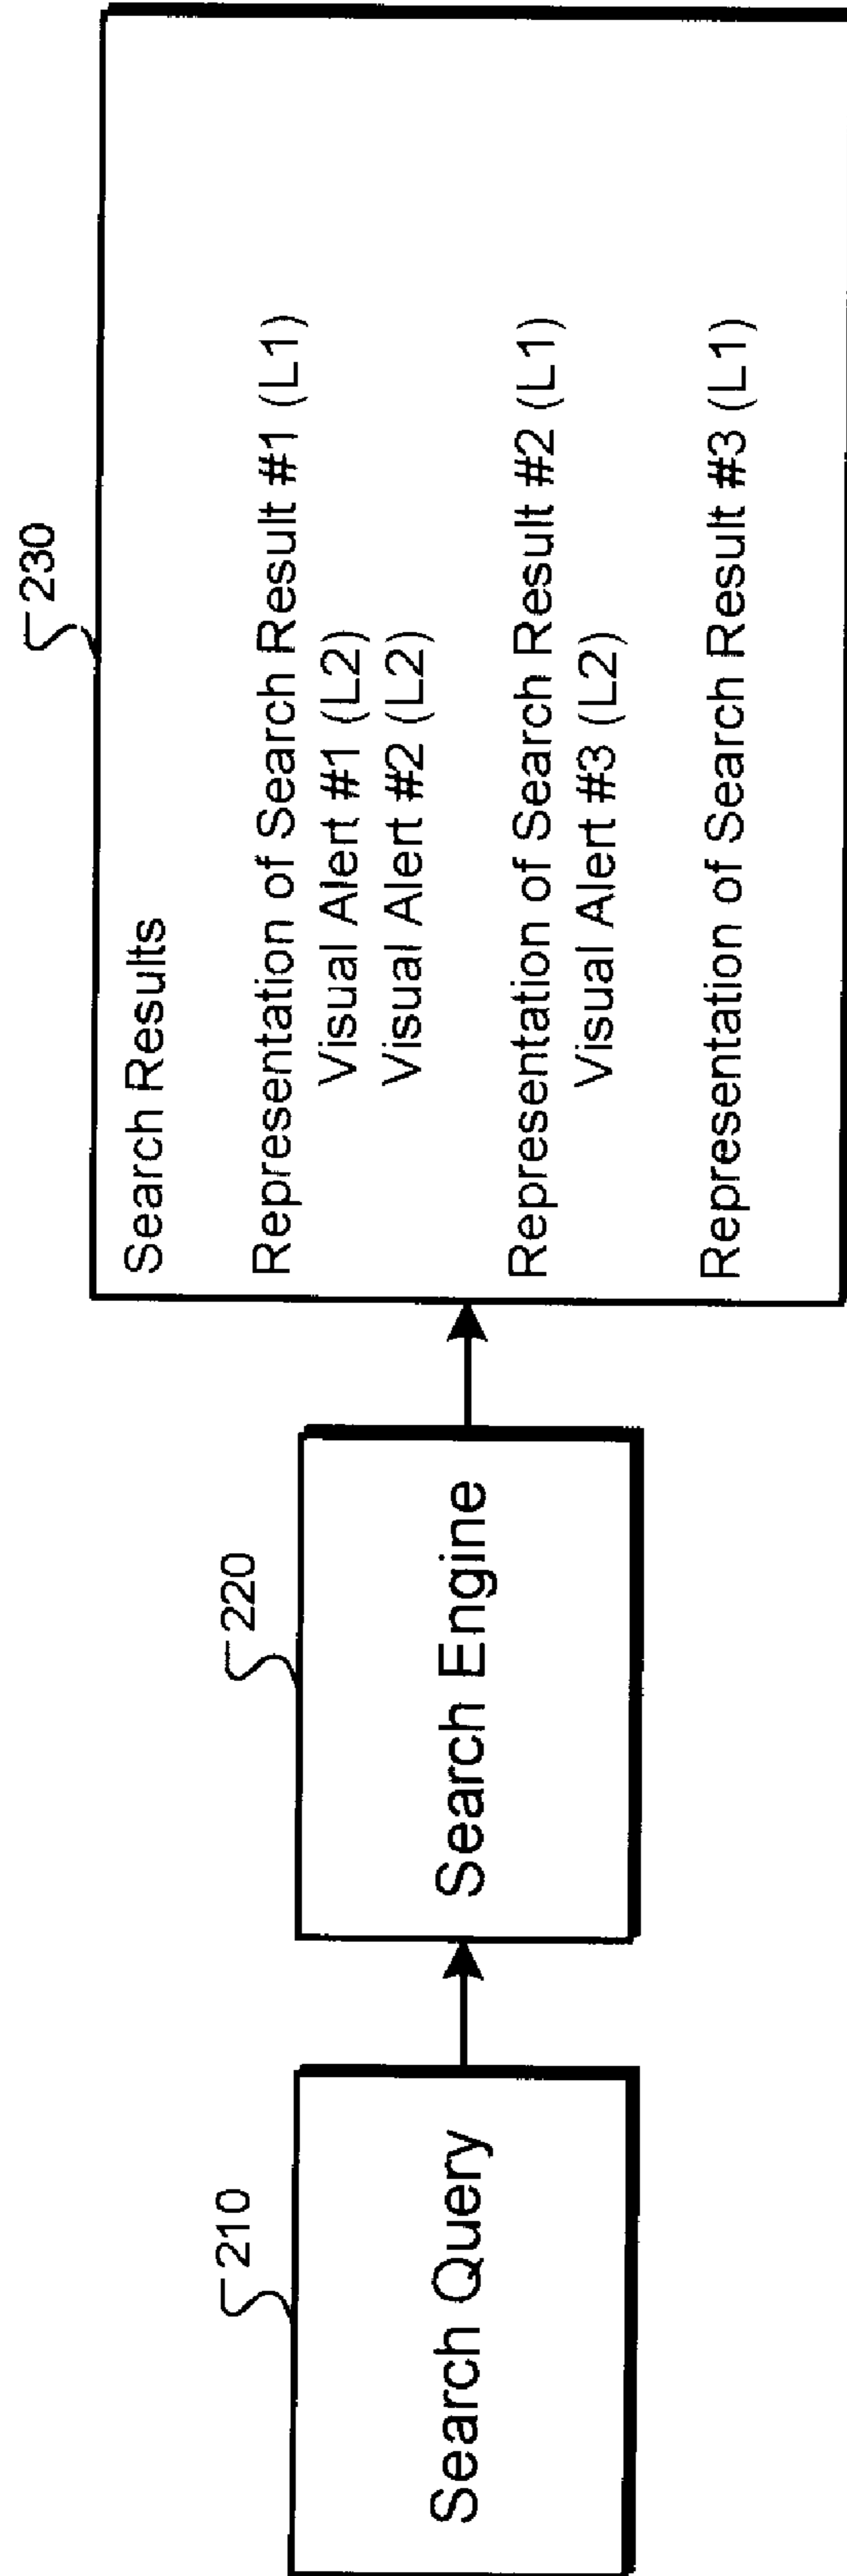 210
Search Query
220
Search Engine
230
Search Results
Representation of Search Result #1 (L1)
Visual Alert #1 (L2)
Visual Alert #2 (L2)
Representation of Search Result #2 (L1)
Visual Alert #3 (L2)
Representation of Search Result #3 (L1)